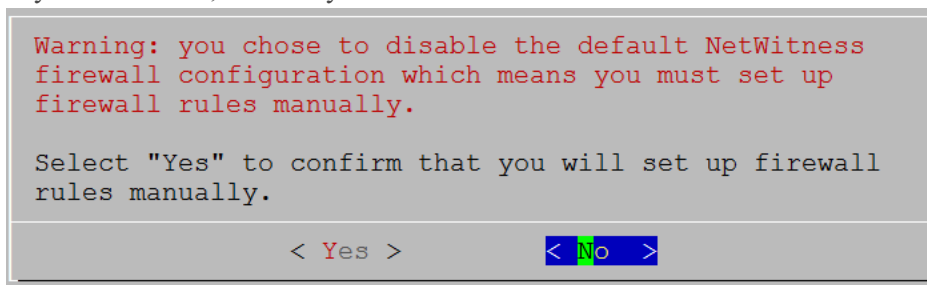 Warning: you chose to disable the default NetWitness
firewall configuration which means you must set up
firewall rules manually.
Select "Yes" to confirm that you will set up firewall
rules manually.
< Yes > < No >